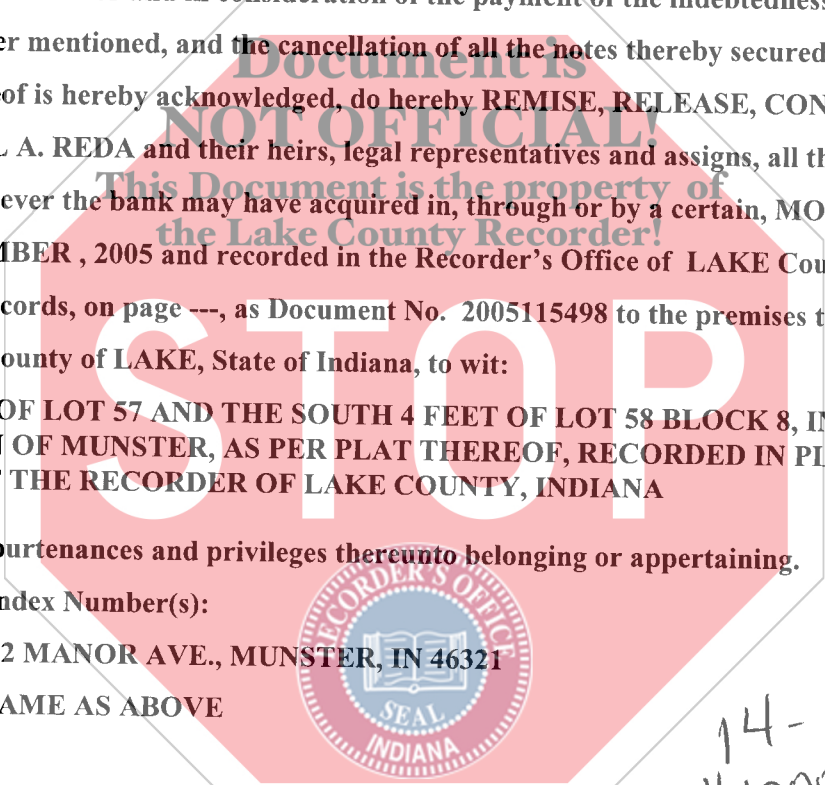 er mentioned, and the cancellation of all the notes thereby secured
Document is
of is hereby acknowledged, do hereby REMISE, RELEASE, CON
NOT OFFICIAL!
A. REDA and their heirs, legal representatives and assigns, all th
This Document is the property of
ever the bank may have acquired in, through or by a certain, MO
the Lake County Recorder!
MBER , 2005 and recorded in the Recorder's Office of LAKE Cou
cords, on page ---, as Document No. 2005115498 to the premises t
STOP
ounty of LAKE, State of Indiana, to wit:
OF LOT 57 AND THE SOUTH 4 FEET OF LOT 58 BLOCK 8, IN
OF MUNSTER, AS PER PLAT THEREOF, RECORDED IN PL
THE RECORDER OF LAKE COUNTY, INDIANA
purtenances and privileges thereunto belonging or appertaining.
ndex Number(s):
2 MANOR AVE., MUNSTER, IN 46321
AME AS ABOVE
RECORDER'S OFFICE
SEAL
INDIANA
14-